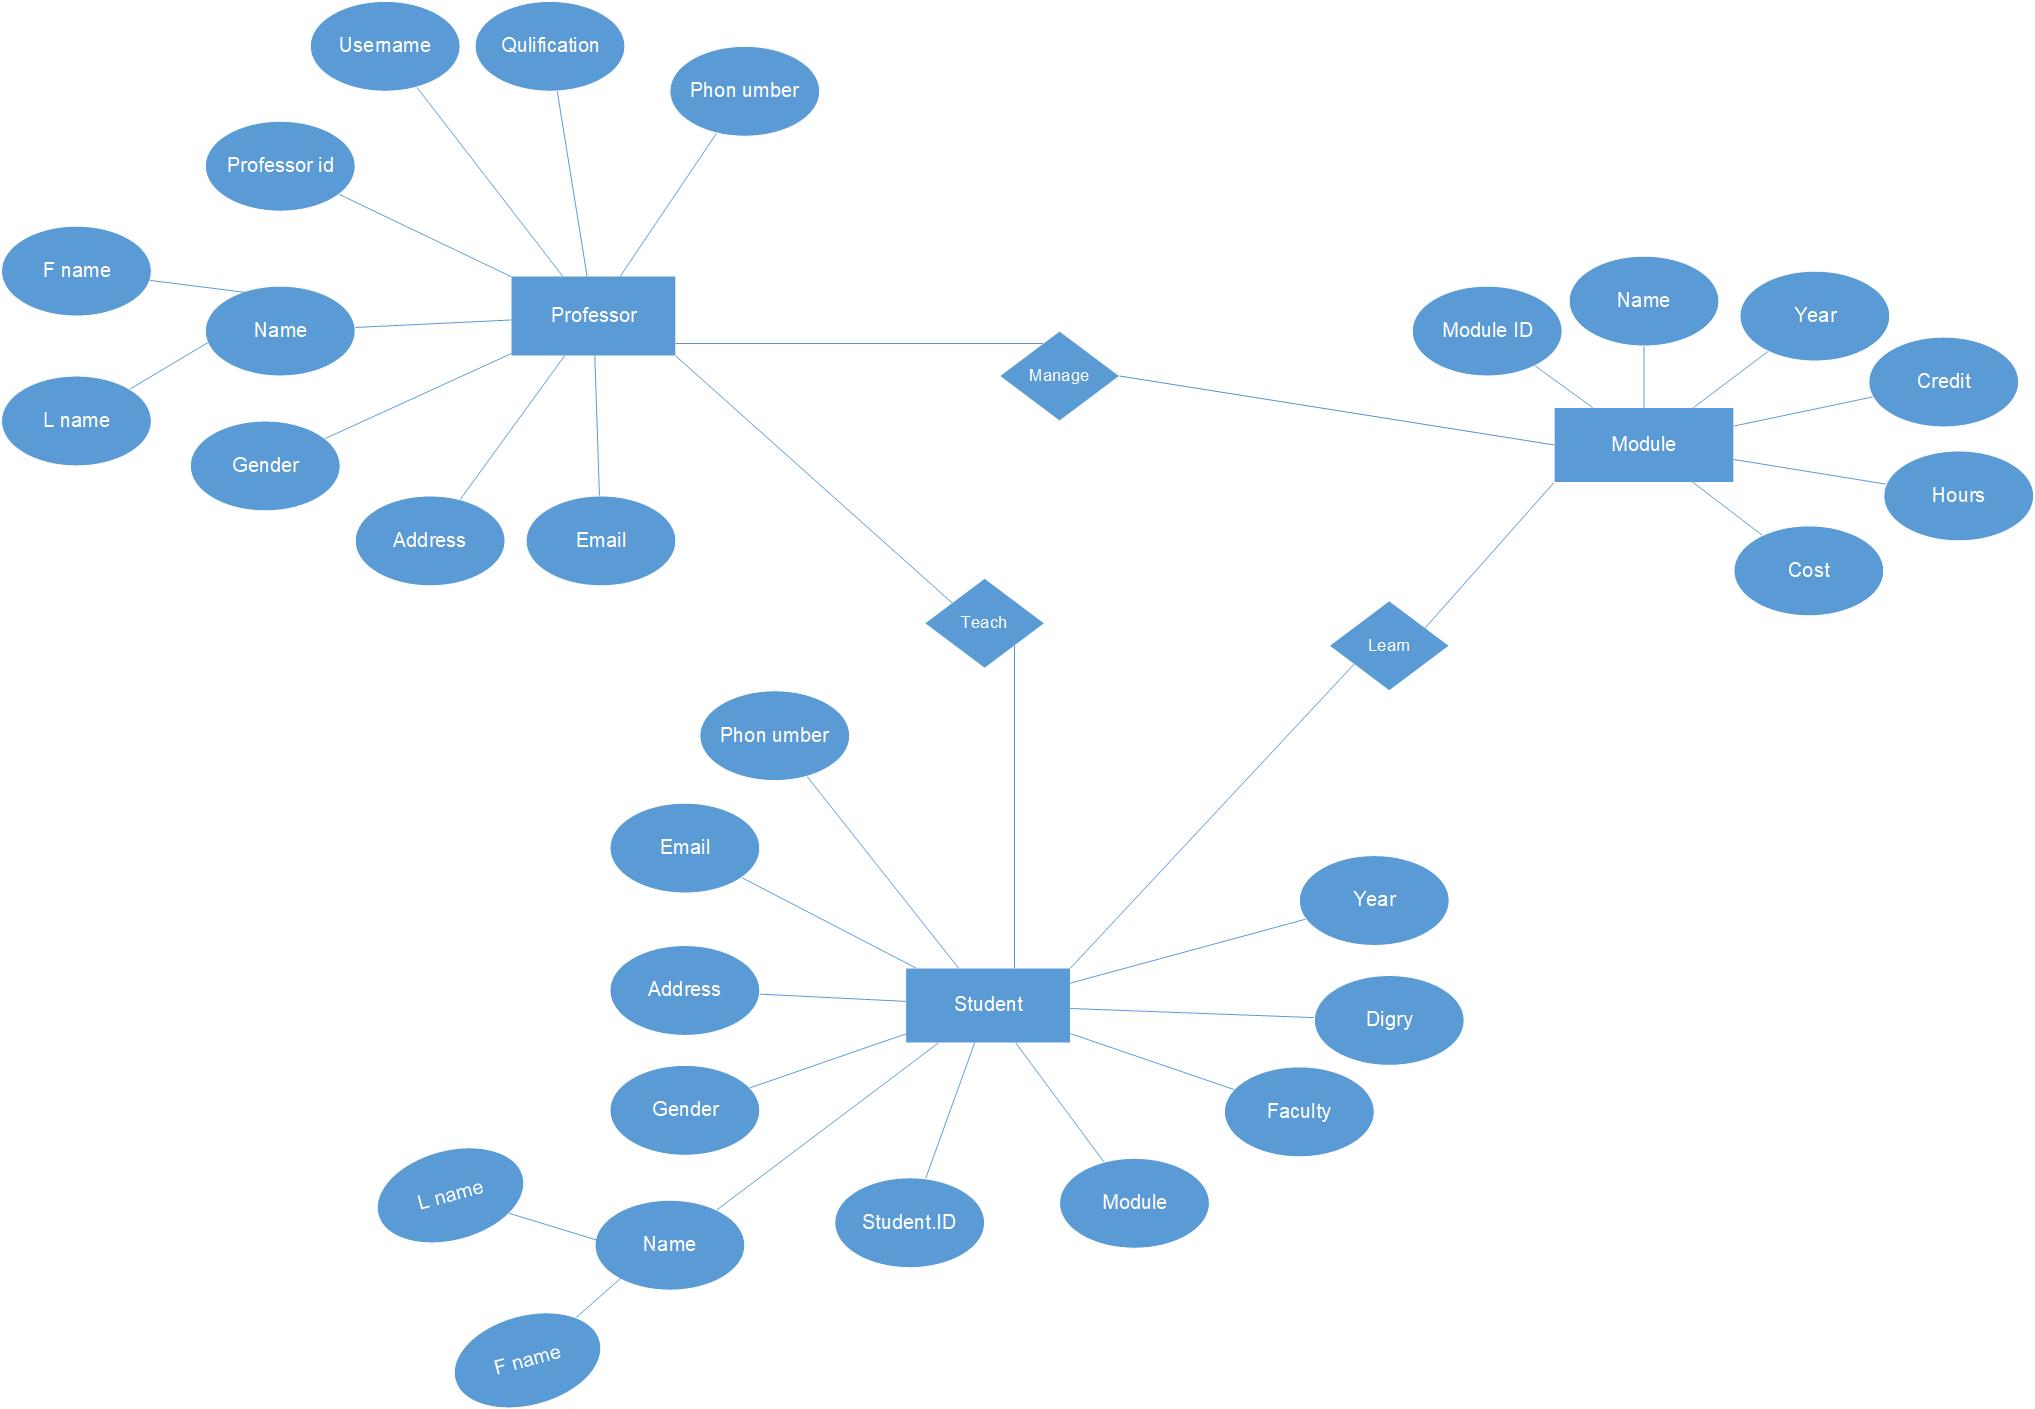 Username
Qulification
Phon umber
Professor id
F name
Name
L name
Gender
Address
Email
Professor
Manage
Module ID
Name
Year
Credit
Hours
Cost
Module
Teach
Learn
Phon umber
Email
Address
Gender
L name
Name
F name
Student.ID
Module
Faculty
Digry
Year
Student